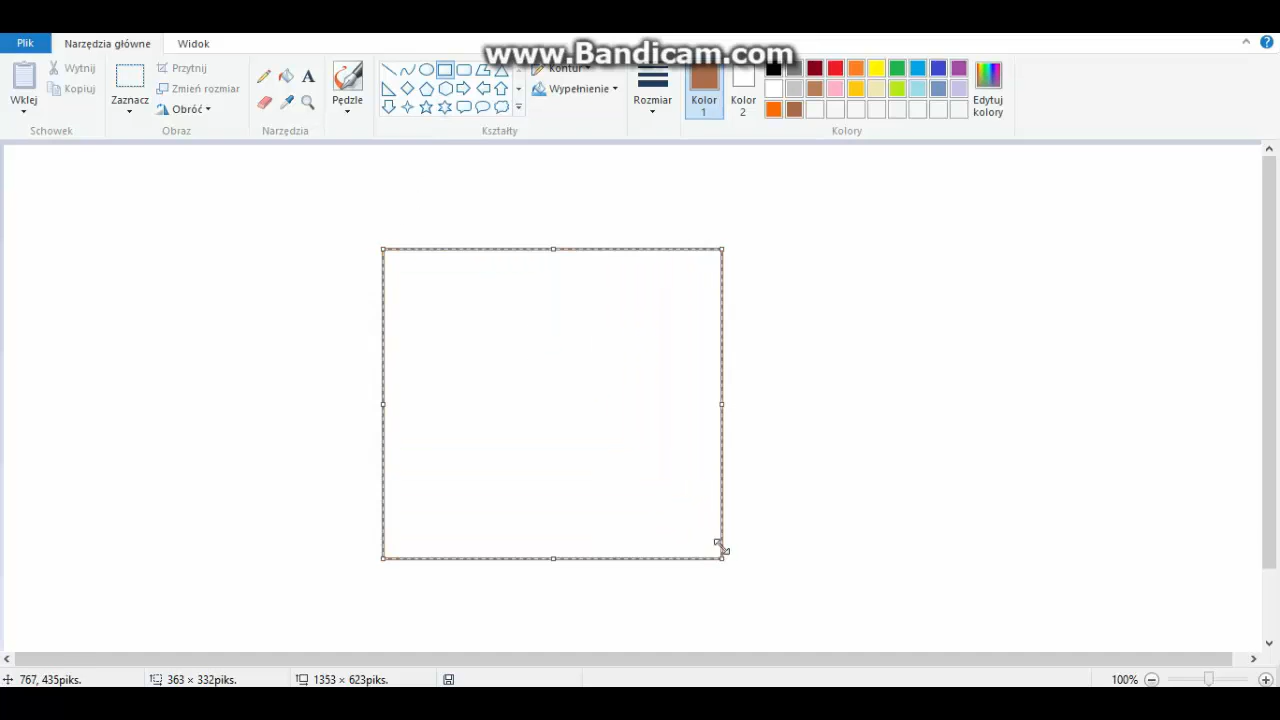 www.Bandicam.com
Plik
Narzędzia główne
Widok
Wklej
Wytnij
Kopiuj
Schowek
Zaznacz
Przytnij
Zmień rozmiar
Obróć
Obraz
A
Narzędzia
Pędzle
Kształty
Kontur
Wypełnienie
Rozmiar
Kolor 1
Kolor 2
Edytuj kolory
Kolory
767, 435piks.
363 × 332piks.
1353 × 623piks.
100%